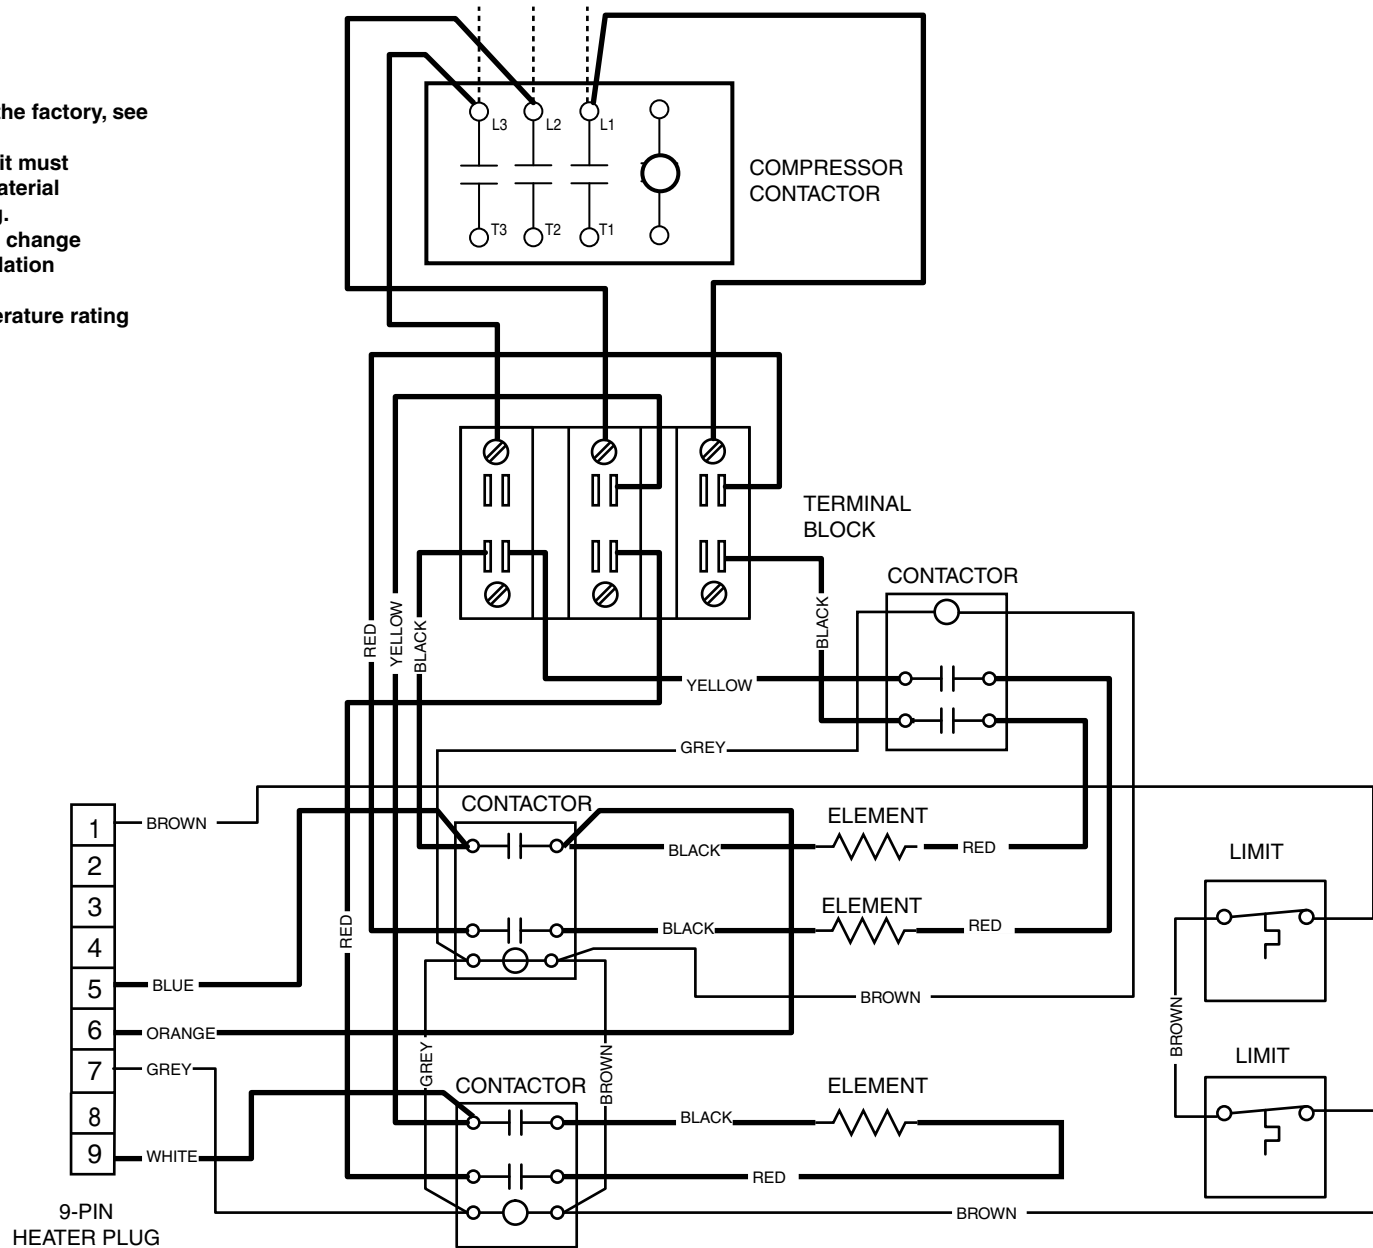 the factory, see
it must
aterial
g.
change
lation
erature rating
L3
L2
L1
T3
T2
T1
COMPRESSOR
CONTACTOR
TERMINAL
BLOCK
CONTACTOR
RED
YELLOW
BLACK
BLACK
YELLOW
GREY
CONTACTOR
ELEMENT
BLACK
RED
ELEMENT
BLACK
RED
LIMIT
1
BROWN
2
3
4
5
BLUE
6
ORANGE
7
GREY
8
9
WHITE
RED
BROWN
BROWN
LIMIT
GREY
BROWN
CONTACTOR
ELEMENT
BLACK
RED
BROWN
9-PIN
HEATER PLUG